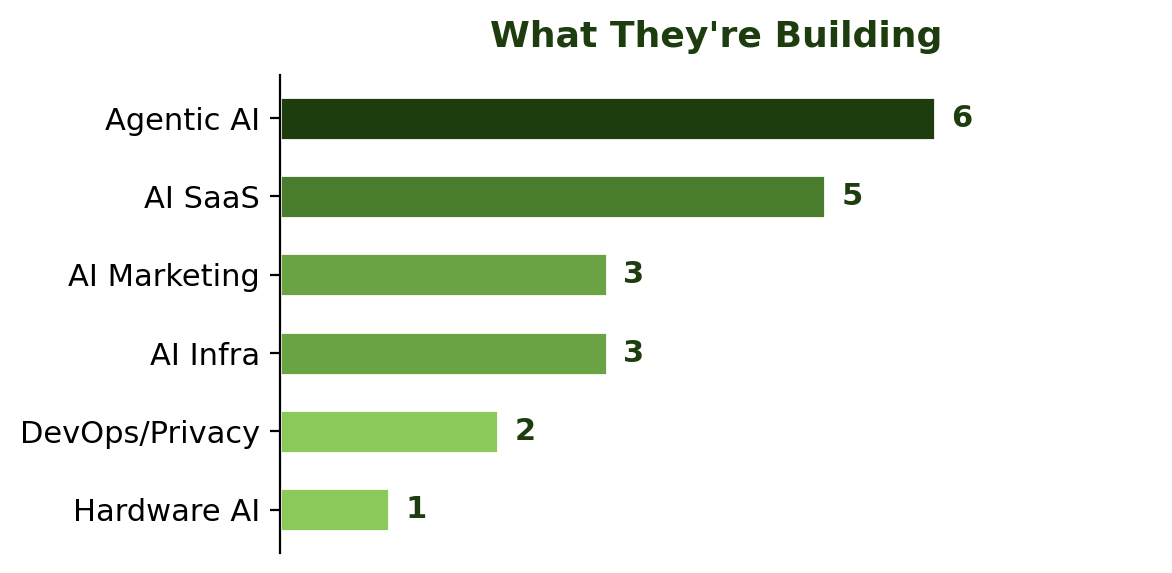 What They're Building
Agentic AI 6
AI SaaS 5
AI Marketing 3
AI Infra 3
DevOps/Privacy 2
Hardware AI 1